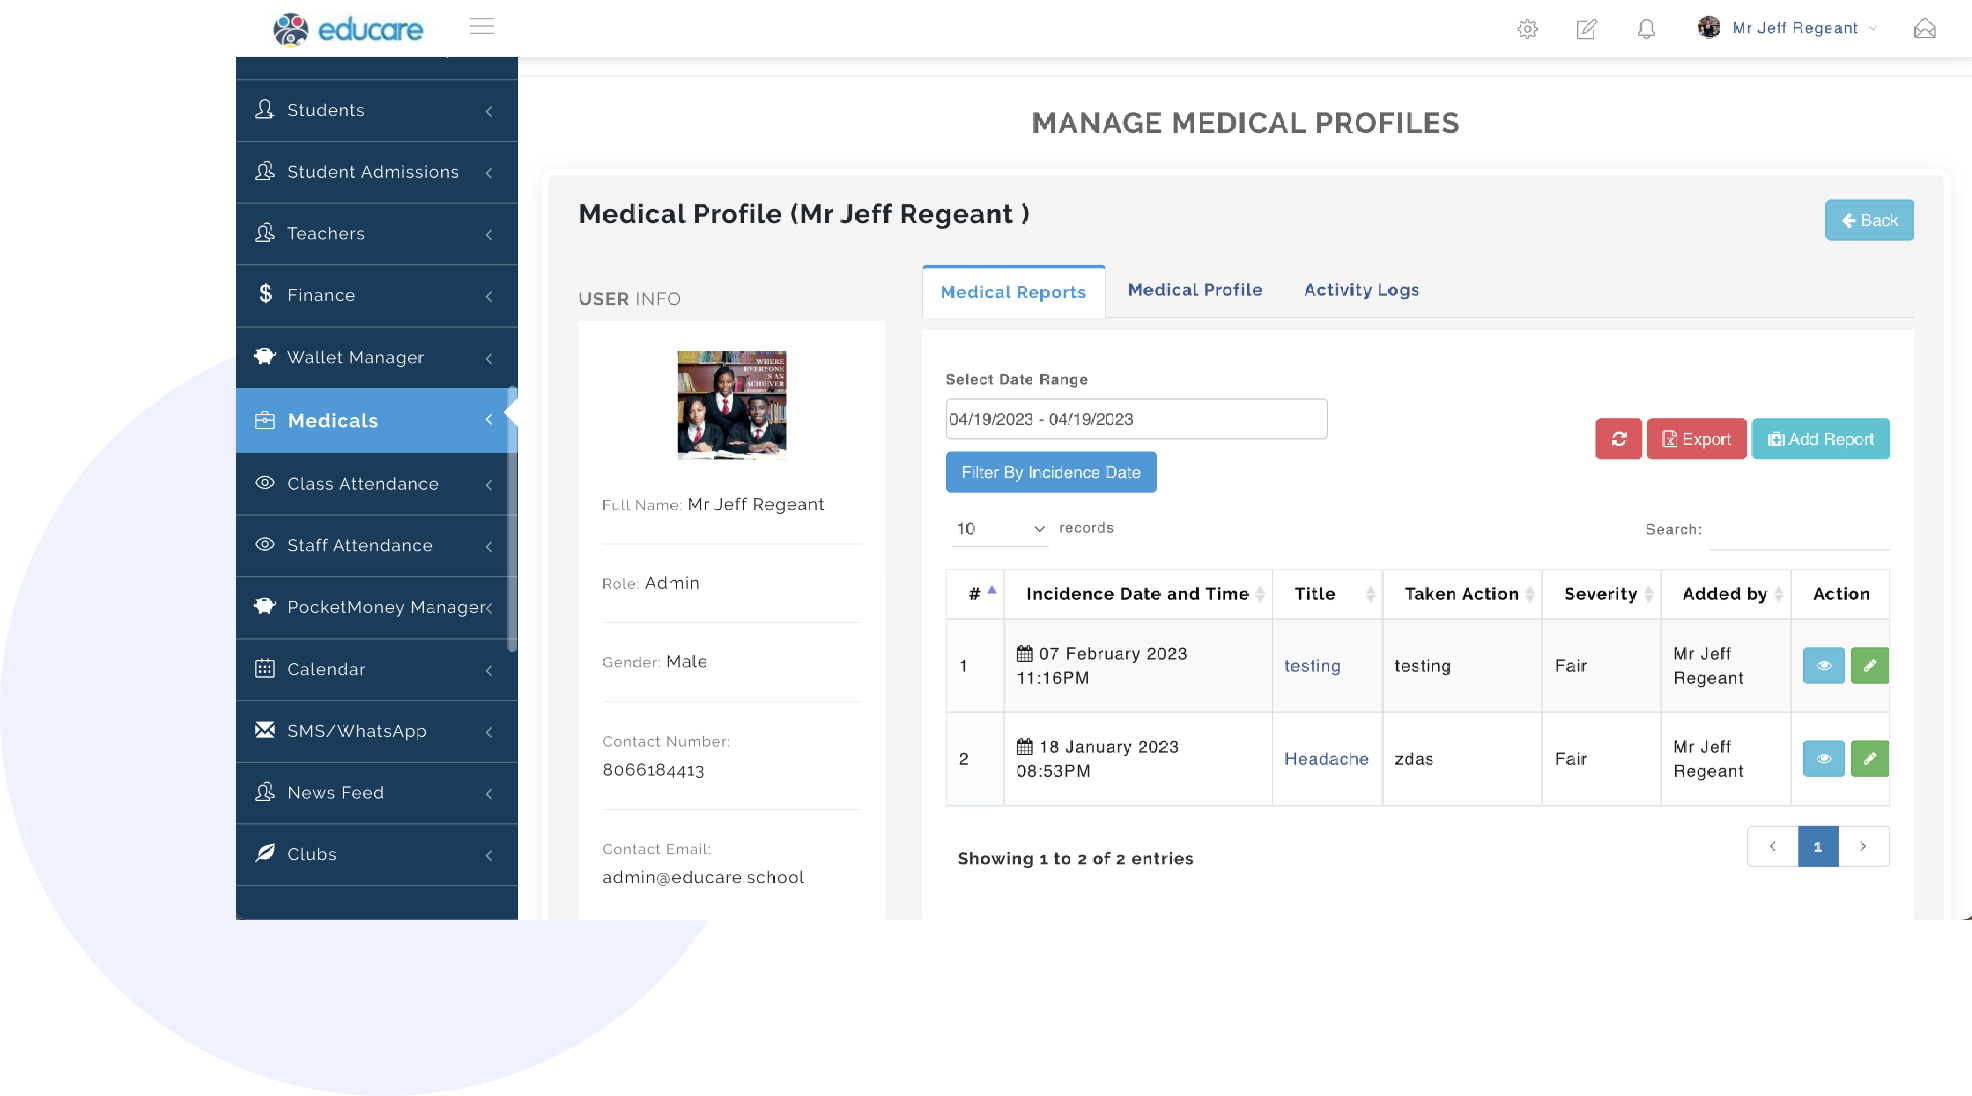 educare
Mr Jeff Regeant
Students
Student Admissions
Teachers
Finance
Wallet Manager
Medicals
Class Attendance
Staff Attendance
PocketMoney Manager
Calendar
SMS/WhatsApp
News Feed
Clubs
MANAGE MEDICAL PROFILES
Medical Profile (Mr Jeff Regeant )
Back
USER INFO
WHERE
EVERYONE
IS AN
ACHIEVER
Full Name: Mr Jeff Regeant
Role: Admin
Gender: Male
Contact Number:
8066184413
Contact Email:
admin@educare.school
Medical Reports Medical Profile Activity Logs
Select Date Range
04/19/2023 - 04/19/2023
Filter By Incidence Date
Export Add Report
10 records
Search:
# Incidence Date and Time Title Taken Action Severity Added by Action
1 07 February 2023 11:16PM testing testing Fair Mr Jeff Regeant
2 18 January 2023 08:53PM Headache zdas Fair Mr Jeff Regeant
Showing 1 to 2 of 2 entries
‹ 1 ›